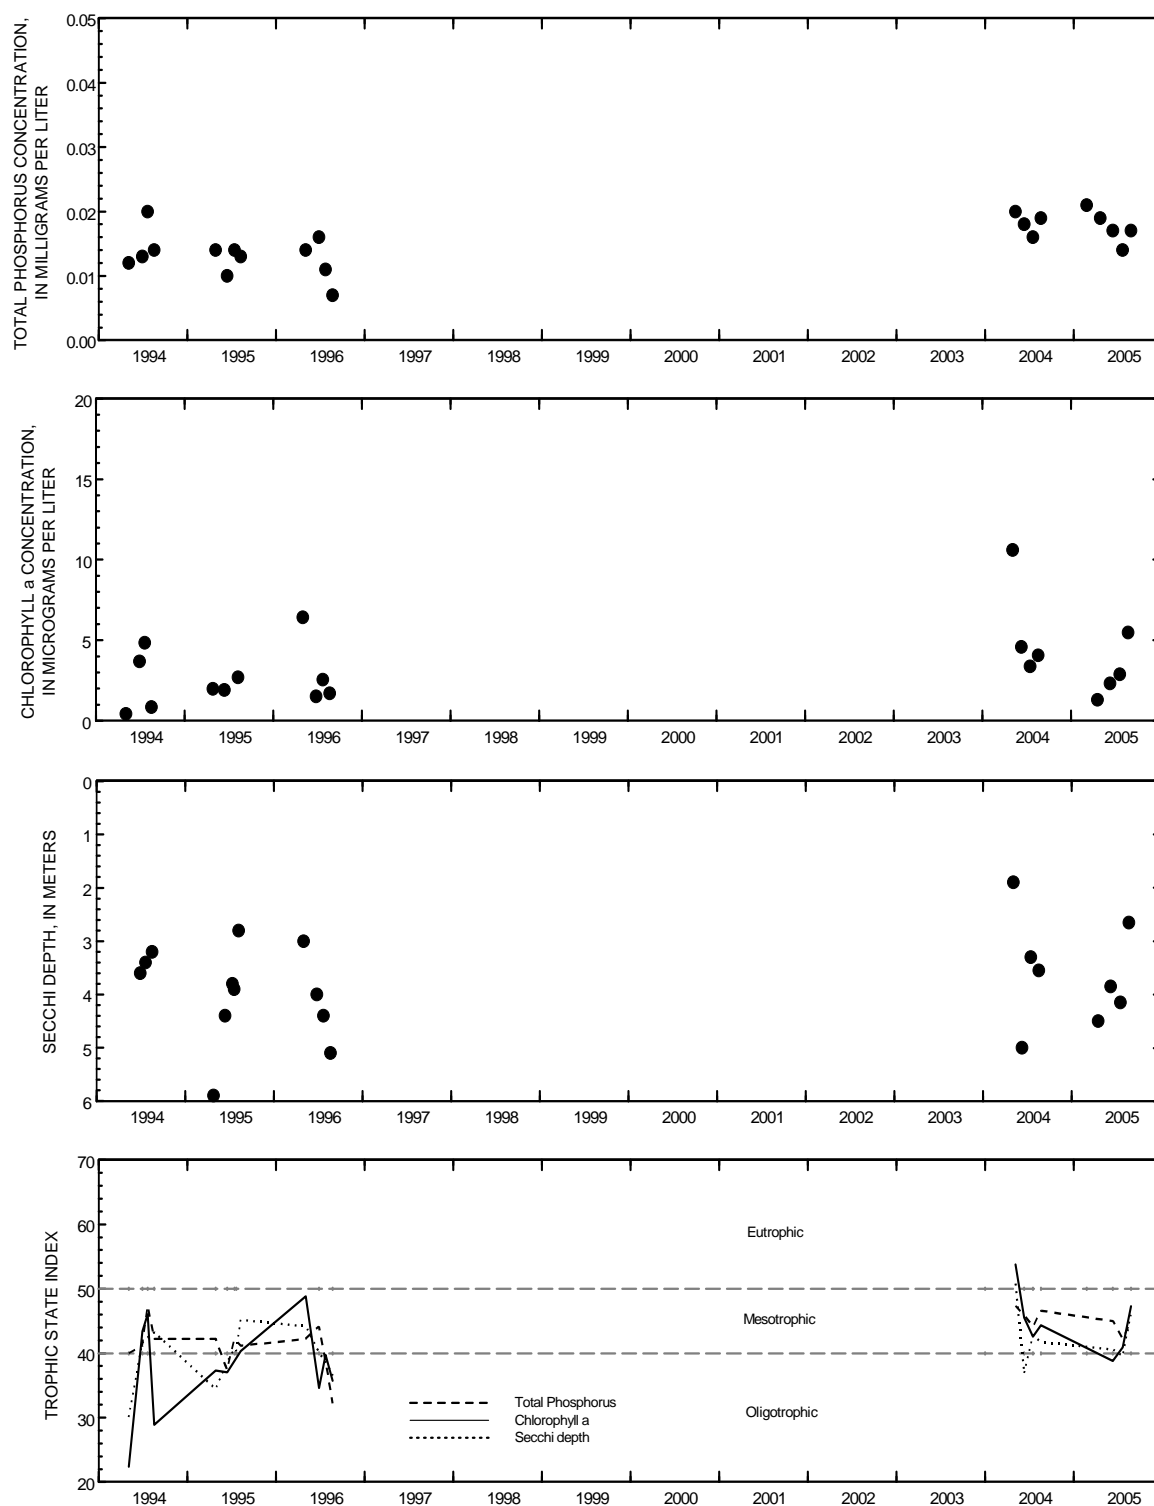 TOTAL PHOSPHORUS CONCENTRATION,
IN MILLIGRAMS PER LITER
0.05
0.04
0.03
0.02
0.01
0.00
1994 1995 1996 1997 1998 1999 2000 2001 2002 2003 2004 2005
CHLOROPHYLL a CONCENTRATION,
IN MICROGRAMS PER LITER
20
15
10
5
0
1994 1995 1996 1997 1998 1999 2000 2001 2002 2003 2004 2005
SECCHI DEPTH, IN METERS
0
1
2
3
4
5
6
1994 1995 1996 1997 1998 1999 2000 2001 2002 2003 2004 2005
TROPHIC STATE INDEX
70
60
50
40
30
20
Eutrophic
Mesotrophic
Oligotrophic
Total Phosphorus
Chlorophyll a
Secchi depth
1994 1995 1996 1997 1998 1999 2000 2001 2002 2003 2004 2005